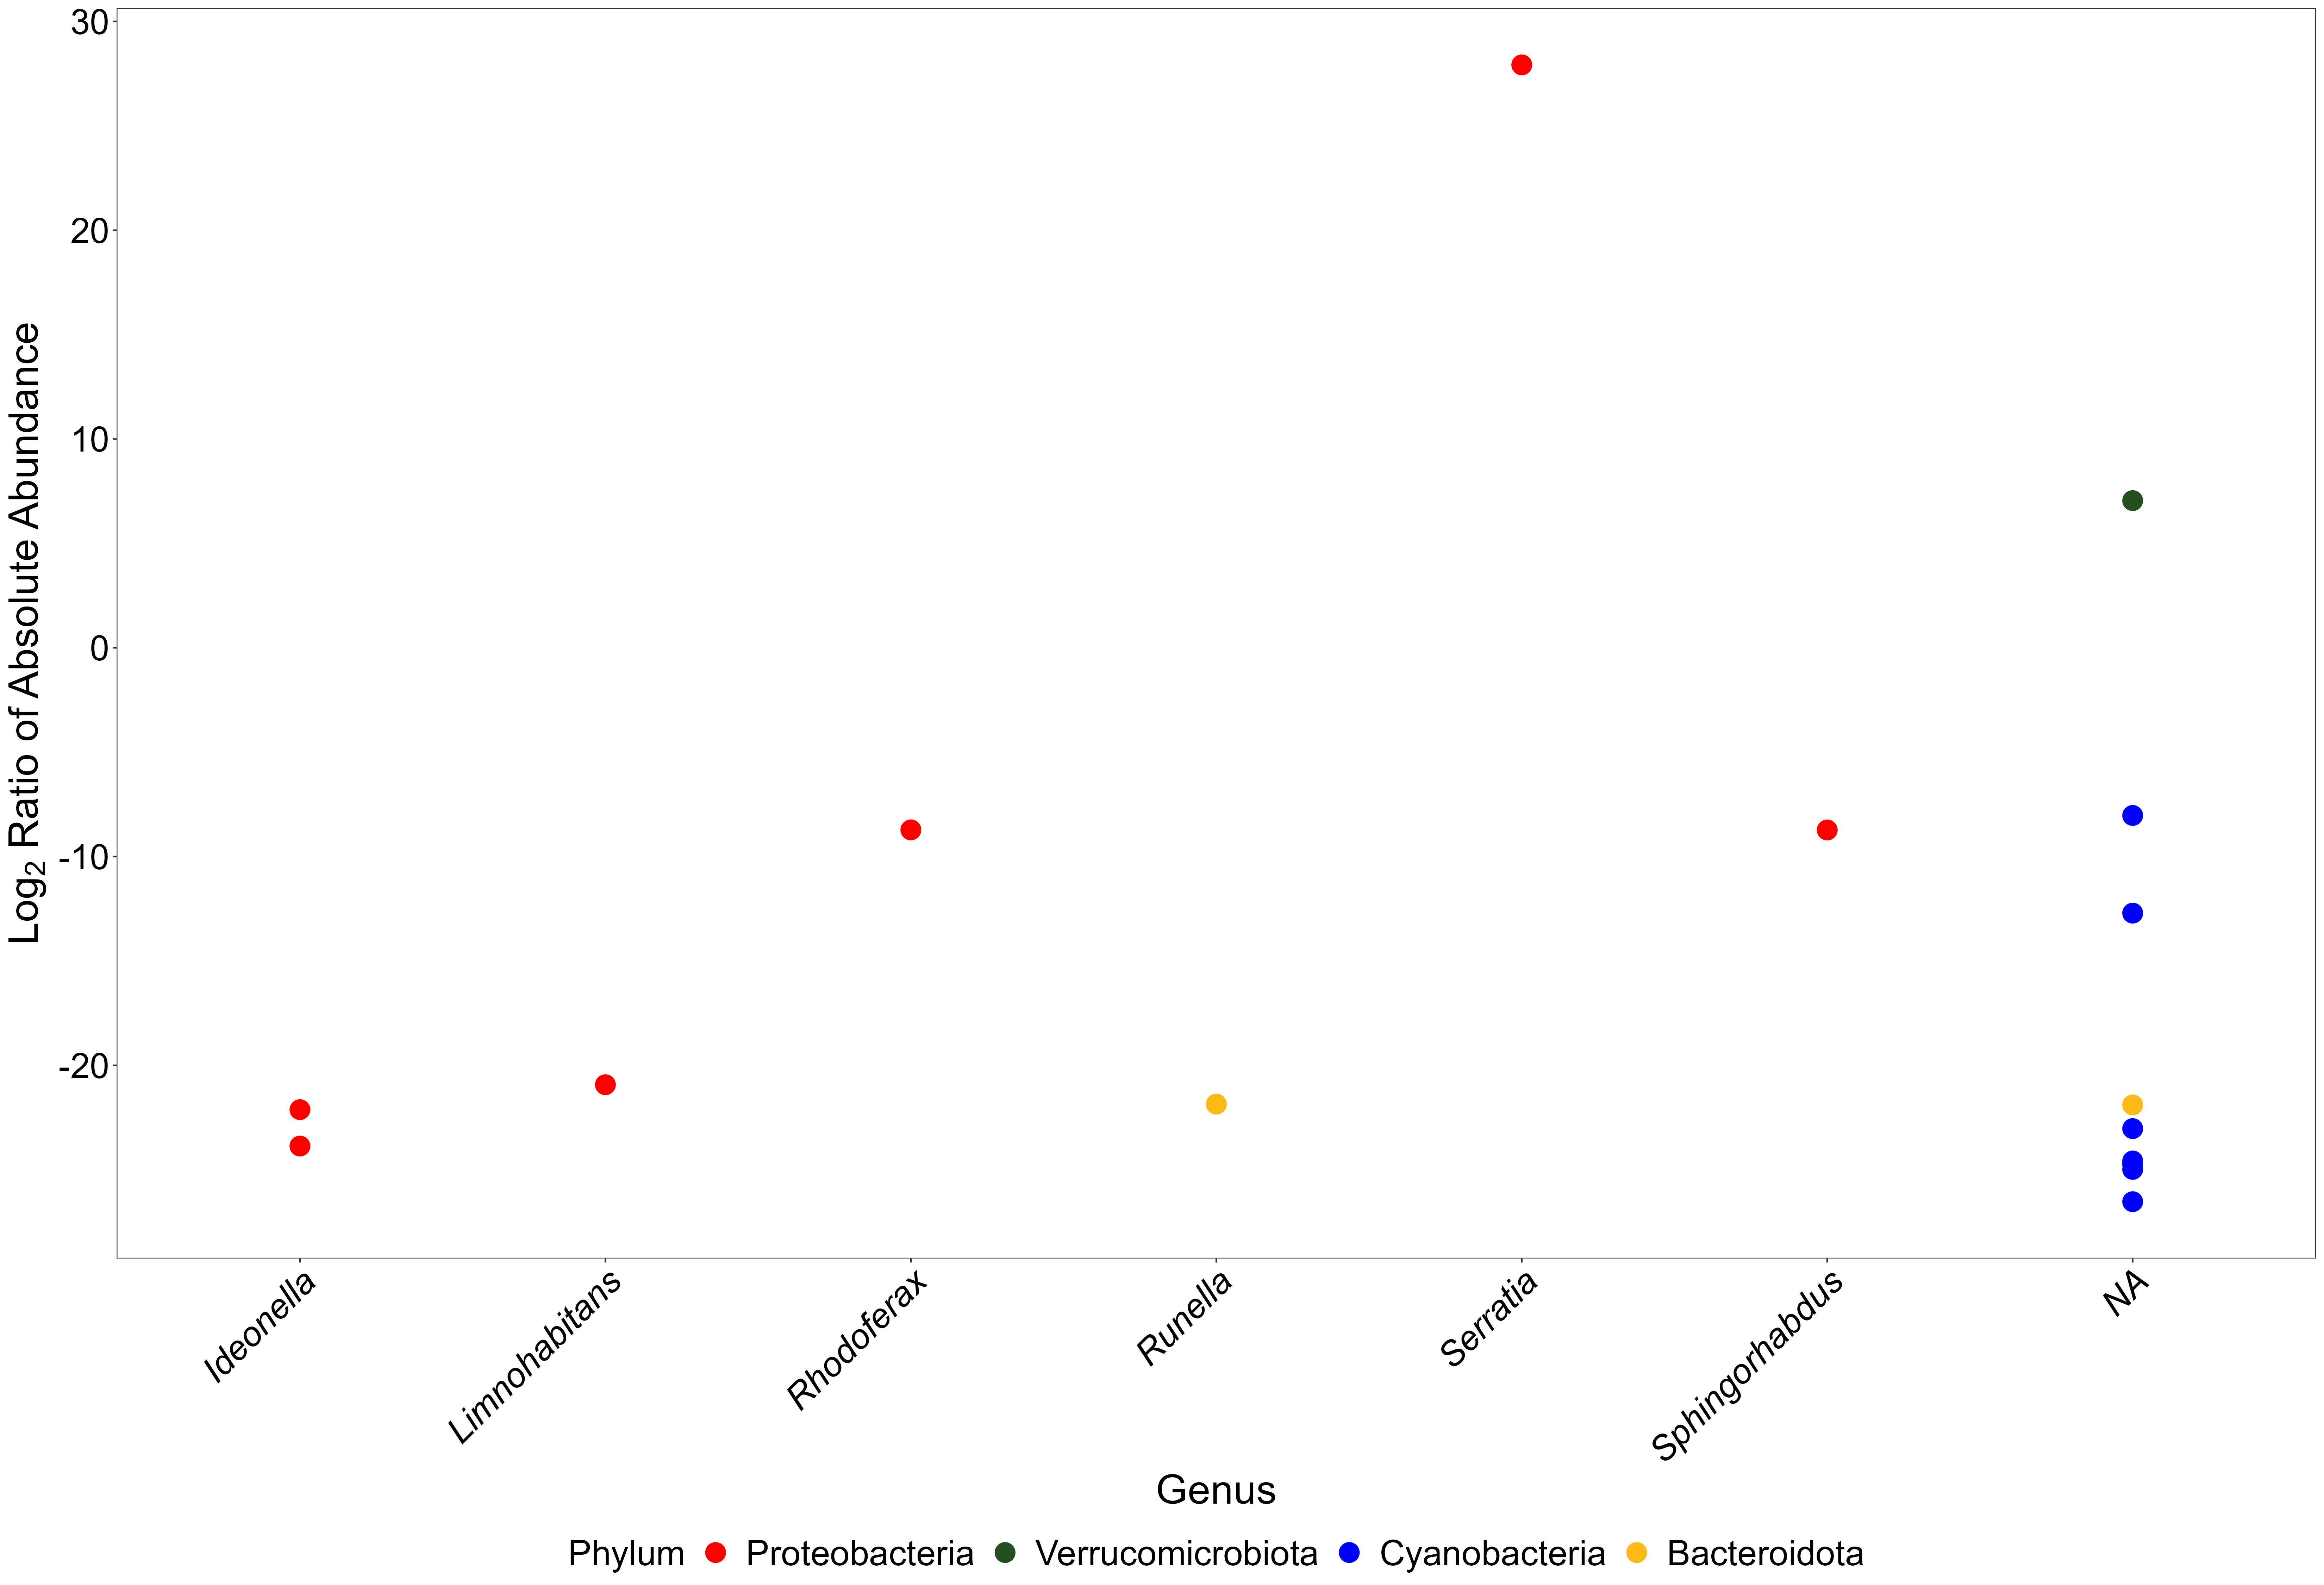 30
20
10
0
-10
-20
Log2 Ratio of Absolute Abundance
Ideonella
Limnohabitans
Rhodoferax
Runella
Serratia
Sphingorhabdus
NA
Genus
Phylum Proteobacteria Verrucomicrobiota Cyanobacteria Bacteroidota